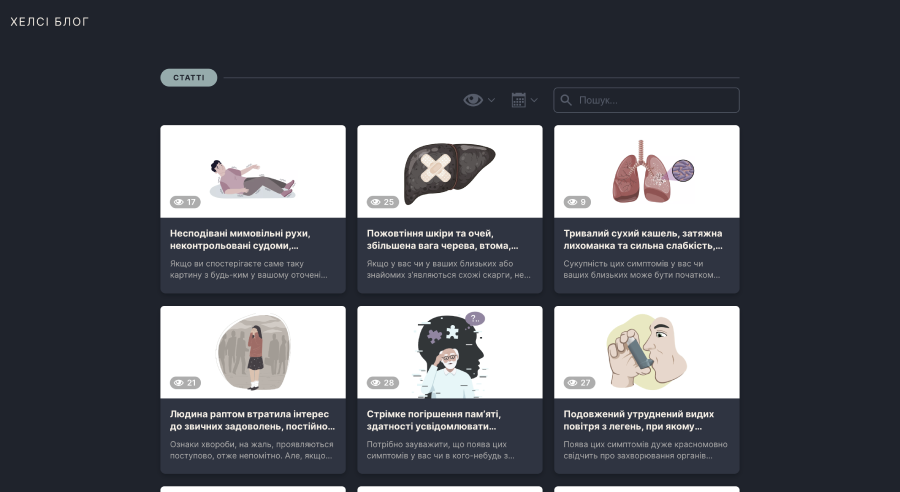 ХЕЛСІ БЛОГ
СТАТТІ
Пошук...
17
25
9
Несподівані мимовільні рухи,
неконтрольовані судоми,...
Якщо ви спостерігаєте саме таку
картину з будь-ким у вашому оточені...
Пожовтіння шкіри та очей,
збільшена вага черева, втома,...
Якщо у вас чи у ваших близьких або
знайомих з'являються схожі скарги, не...
Тривалий сухий кашель, затяжна
лихоманка та сильна слабкість,...
Сукупність цих симптомів у вас чи
ваших близьких може бути початком...
?..
21
28
27
Людина раптом втратила інтерес
до звичних задоволень, постійно...
Ознаки хвороби, на жаль, проявляються
поступово, отже непомітно. Але, якщо...
Стрімке погіршення пам'яті,
здатності усвідомлювати...
Потрібно зауважити, що поява цих
симптомів у вас чи в кого-небудь з...
Подовжений утруднений видих
повітря з легень, при якому...
Поява цих симптомів дуже красномовно
свідчить про захворювання органів...